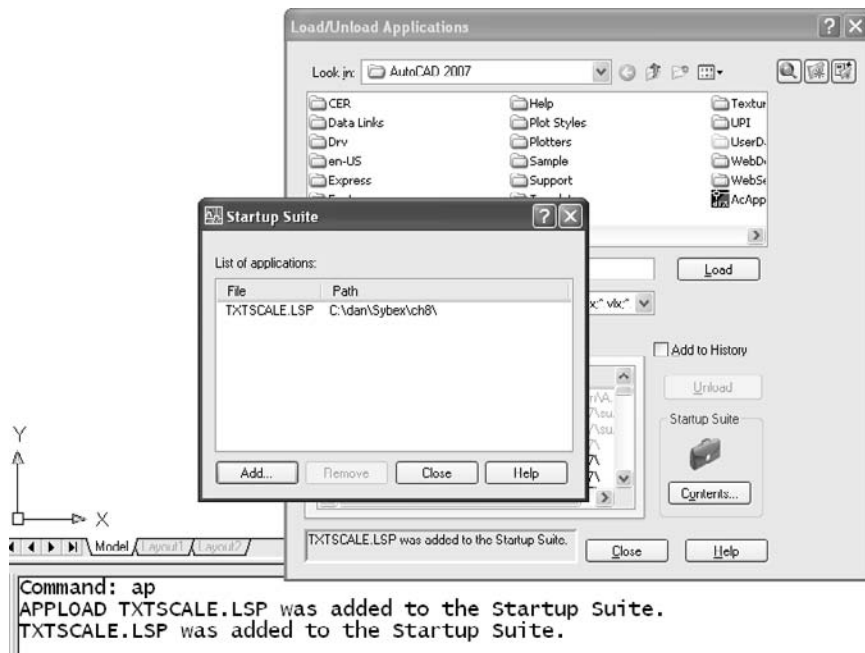 Load/Unload Applications
Look in: AutoCAD 2007
CER Help Textur
Data Links Plot Styles UPI
Drv Plotters UserD
en-US Sample WebD
Express Support WebSe
AcApp
Load
Add to History
Unload
Startup Suite
Contents...
TXTSCALE.LSP was added to the Startup Suite.
Close Help
Startup Suite
List of applications:
File Path
TXTSCALE.LSP C:\dan\Sybex\ch8\
Add... Remove Close Help
Y
X
Model Layout1 Layout2
Command: ap
APPLOAD TXTSCALE.LSP was added to the Startup Suite.
TXTSCALE.LSP was added to the Startup Suite.